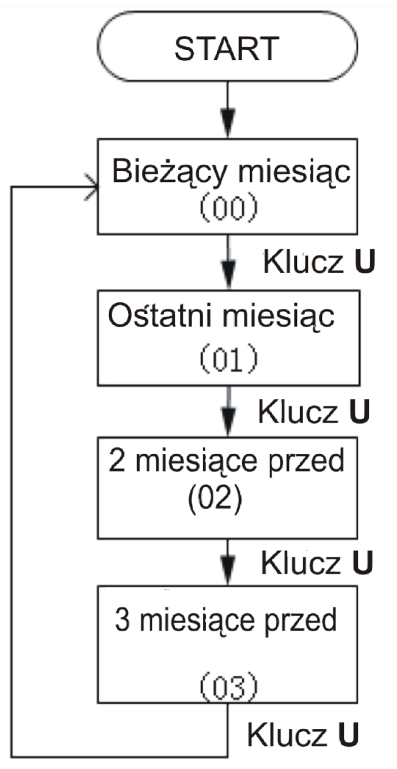 START
Bieżący miesiąc
(00)
Klucz U
Ostatni miesiąc
(01)
Klucz U
2 miesiące przed
(02)
Klucz U
3 miesiące przed
(03)
Klucz U